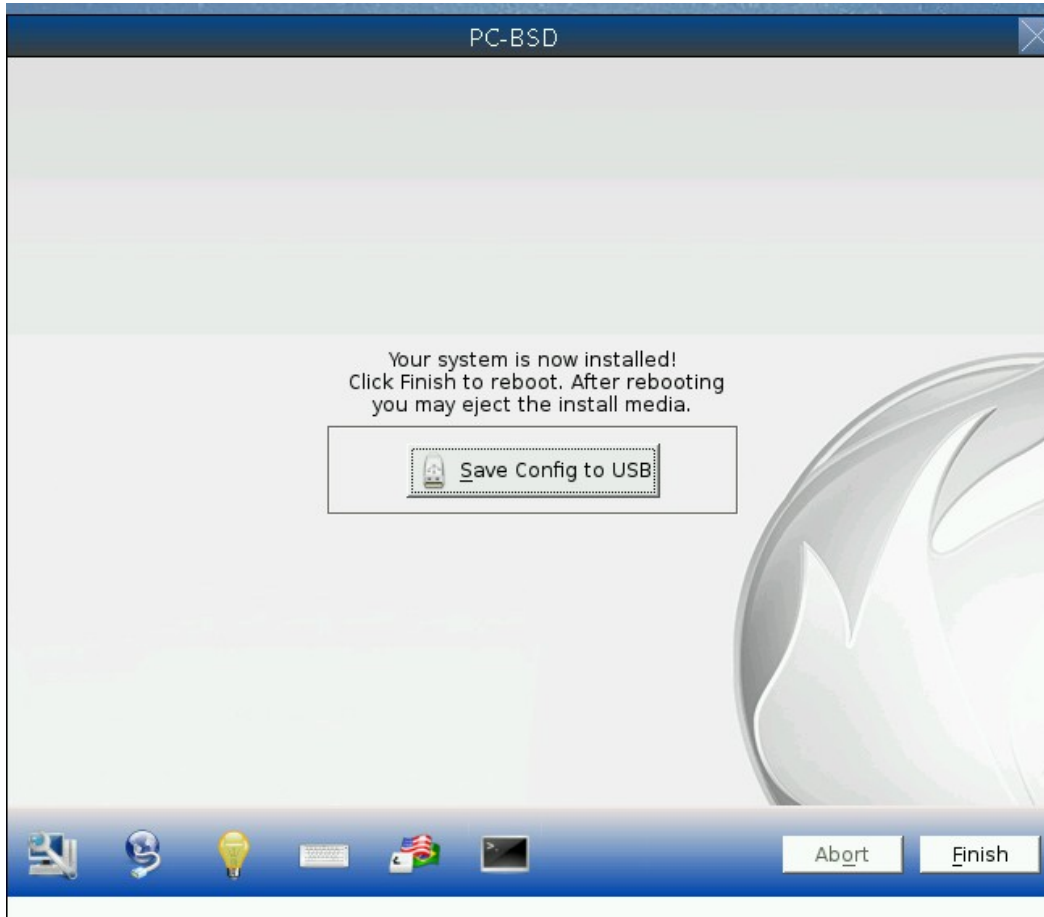 PC-BSD
Your system is now installed!
Click Finish to reboot. After rebooting
you may eject the install media.
Save Config to USB
Abort
Finish